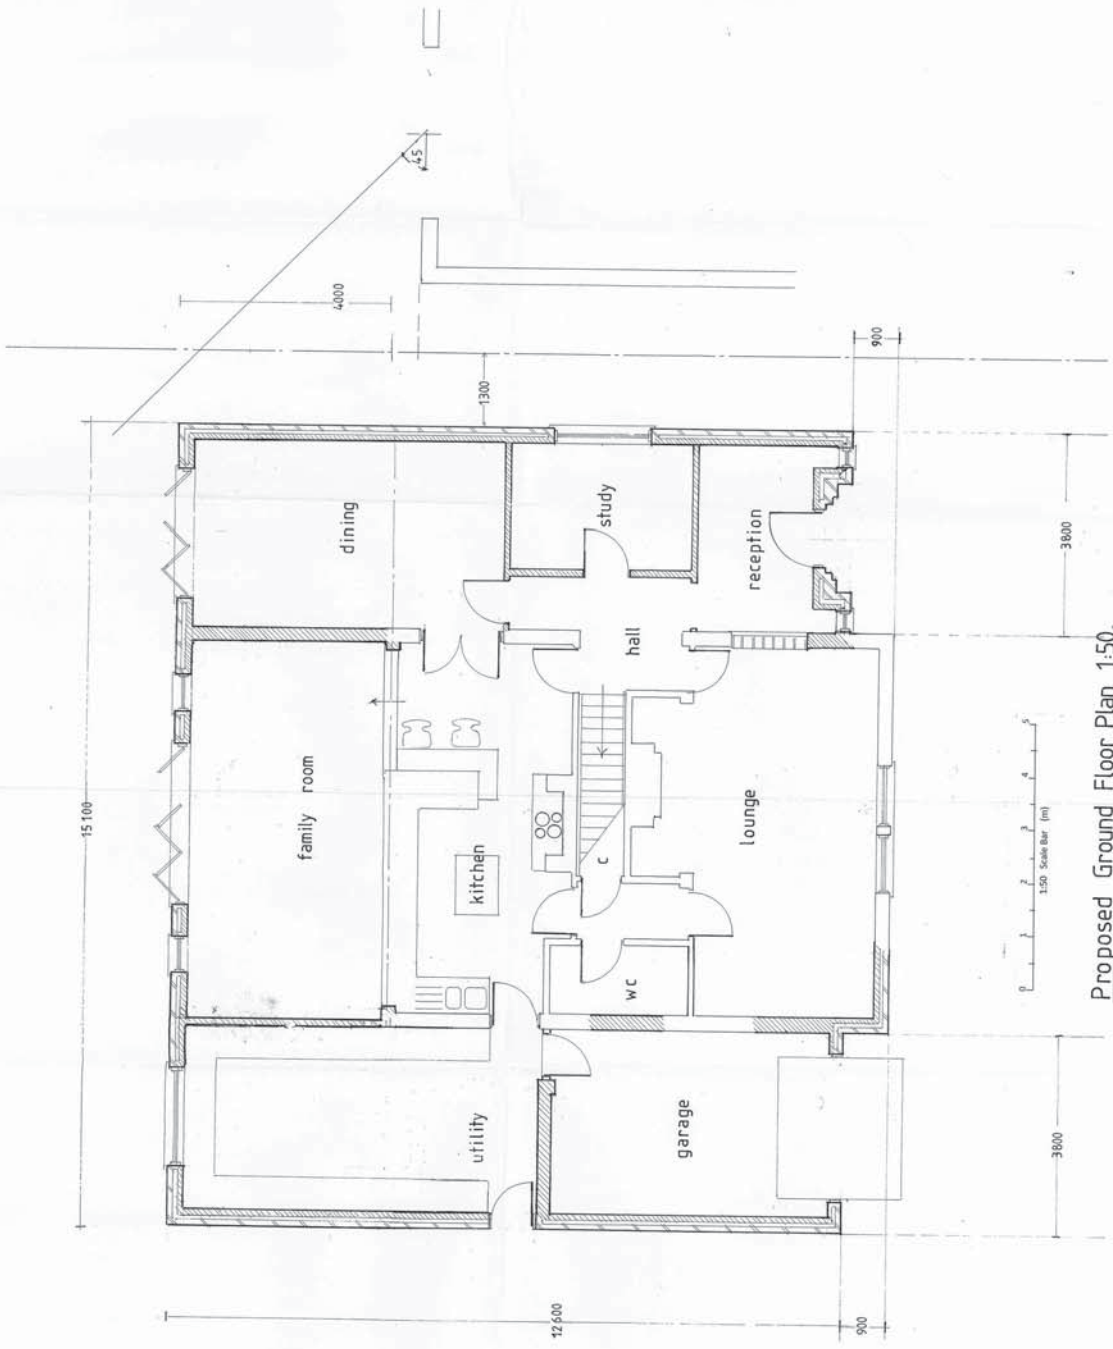 45
4000
900
1300
15100
dining
study
reception
3800
family room
hall
kitchen
c
lounge
wc
utility
garage
3800
12600
900
0 1 2 3 4 5
1:50 Scale Bar (m)
Proposed Ground Floor Plan 1:50.